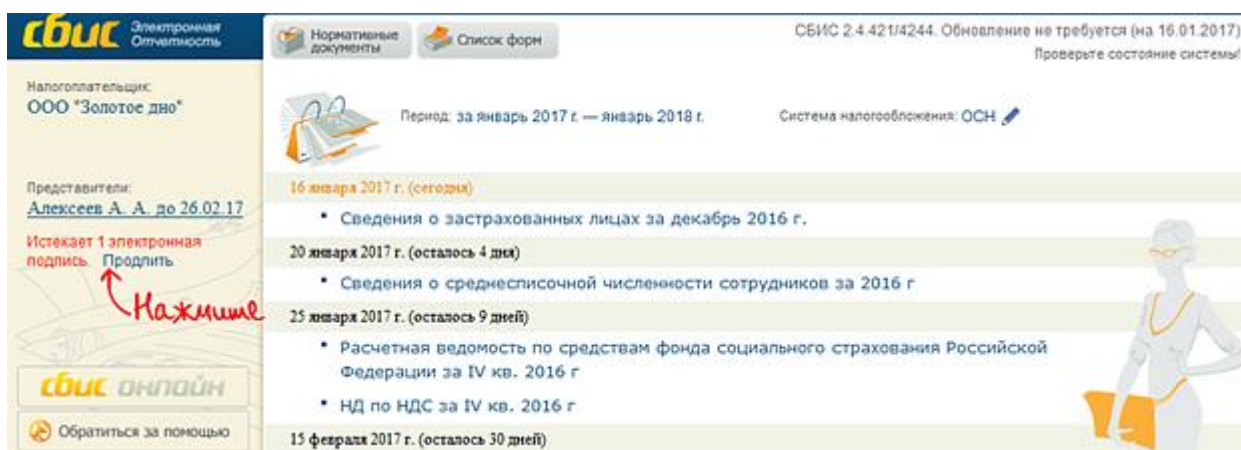 сбис Электронная Отчетность
Нормативные документы
Список форм
СБИС 2.4.421/4244. Обновление не требуется (на 16.01.2017)
Проверьте состояние системы!
Налогоплательщик:
ООО "Золотое дно"
Период: за январь 2017 г. — январь 2018 г.
Система налогообложения: ОСН
Представители:
Алексеев А. А. до 26.02.17
Истекает 1 электронная
подпись. Продлить
Нажмите
сбис онлайн
Обратиться за помощью
16 января 2017 г. (сегодня)
• Сведения о застрахованных лицах за декабрь 2016 г.
20 января 2017 г. (осталось 4 дня)
• Сведения о среднесписочной численности сотрудников за 2016 г
25 января 2017 г. (осталось 9 дней)
• Расчетная ведомость по средствам фонда социального страхования Российской
Федерации за IV кв. 2016 г
• НД по НДС за IV кв. 2016 г
15 февраля 2017 г. (осталось 30 дней)